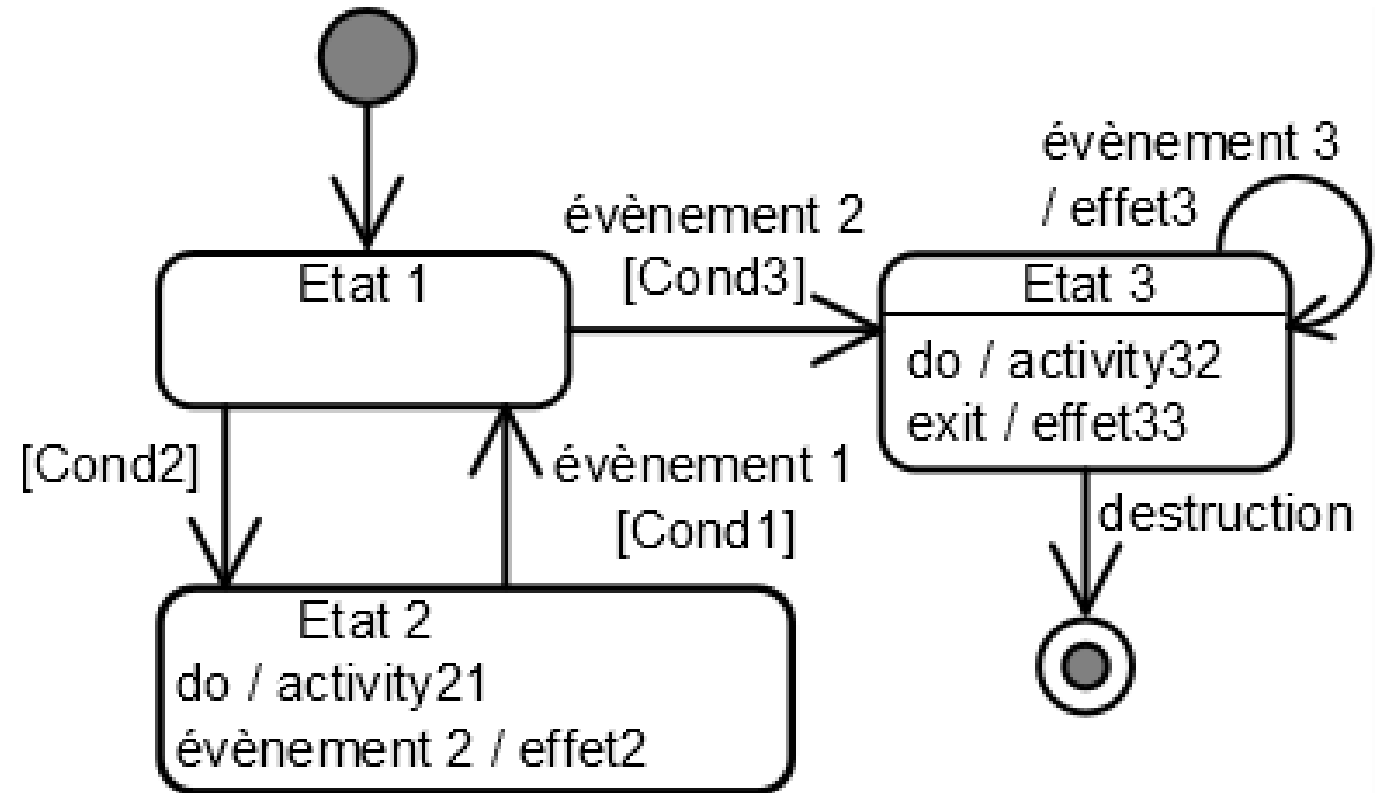 évènement 3
/ effet3
évènement 2
[Cond3]
Etat 1
Etat 3
do / activity32
exit / effet33
[Cond2]
évènement 1
[Cond1]
destruction
Etat 2
do / activity21
évènement 2 / effet2